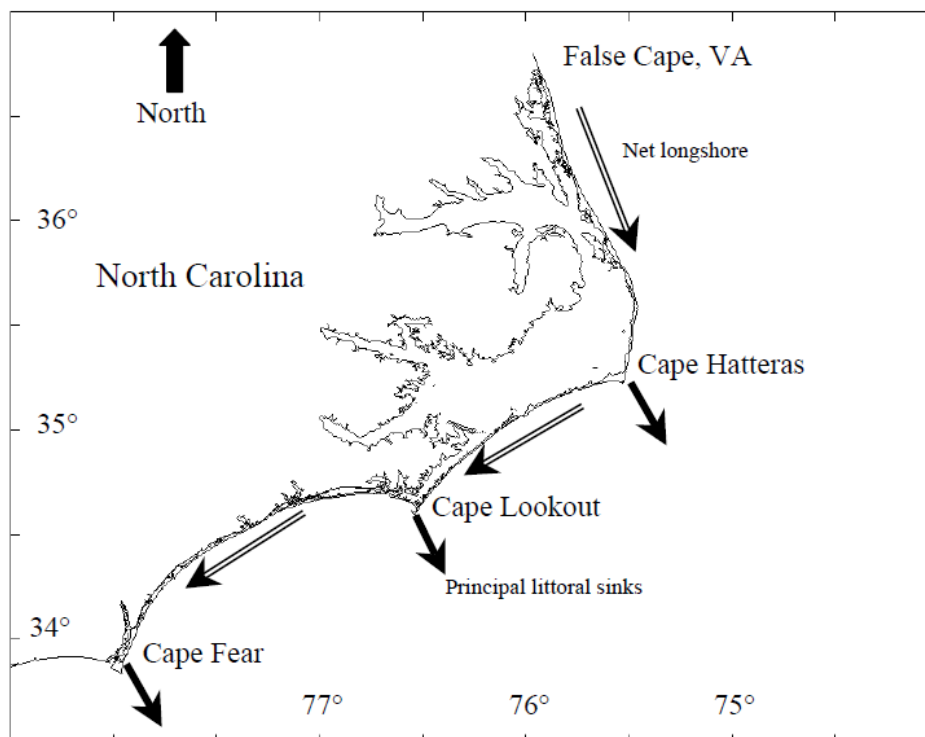 False Cape, VA
North
Net longshore
36°
North Carolina
Cape Hatteras
35°
Cape Lookout
Principal littoral sinks
34°
Cape Fear
77°
76°
75°